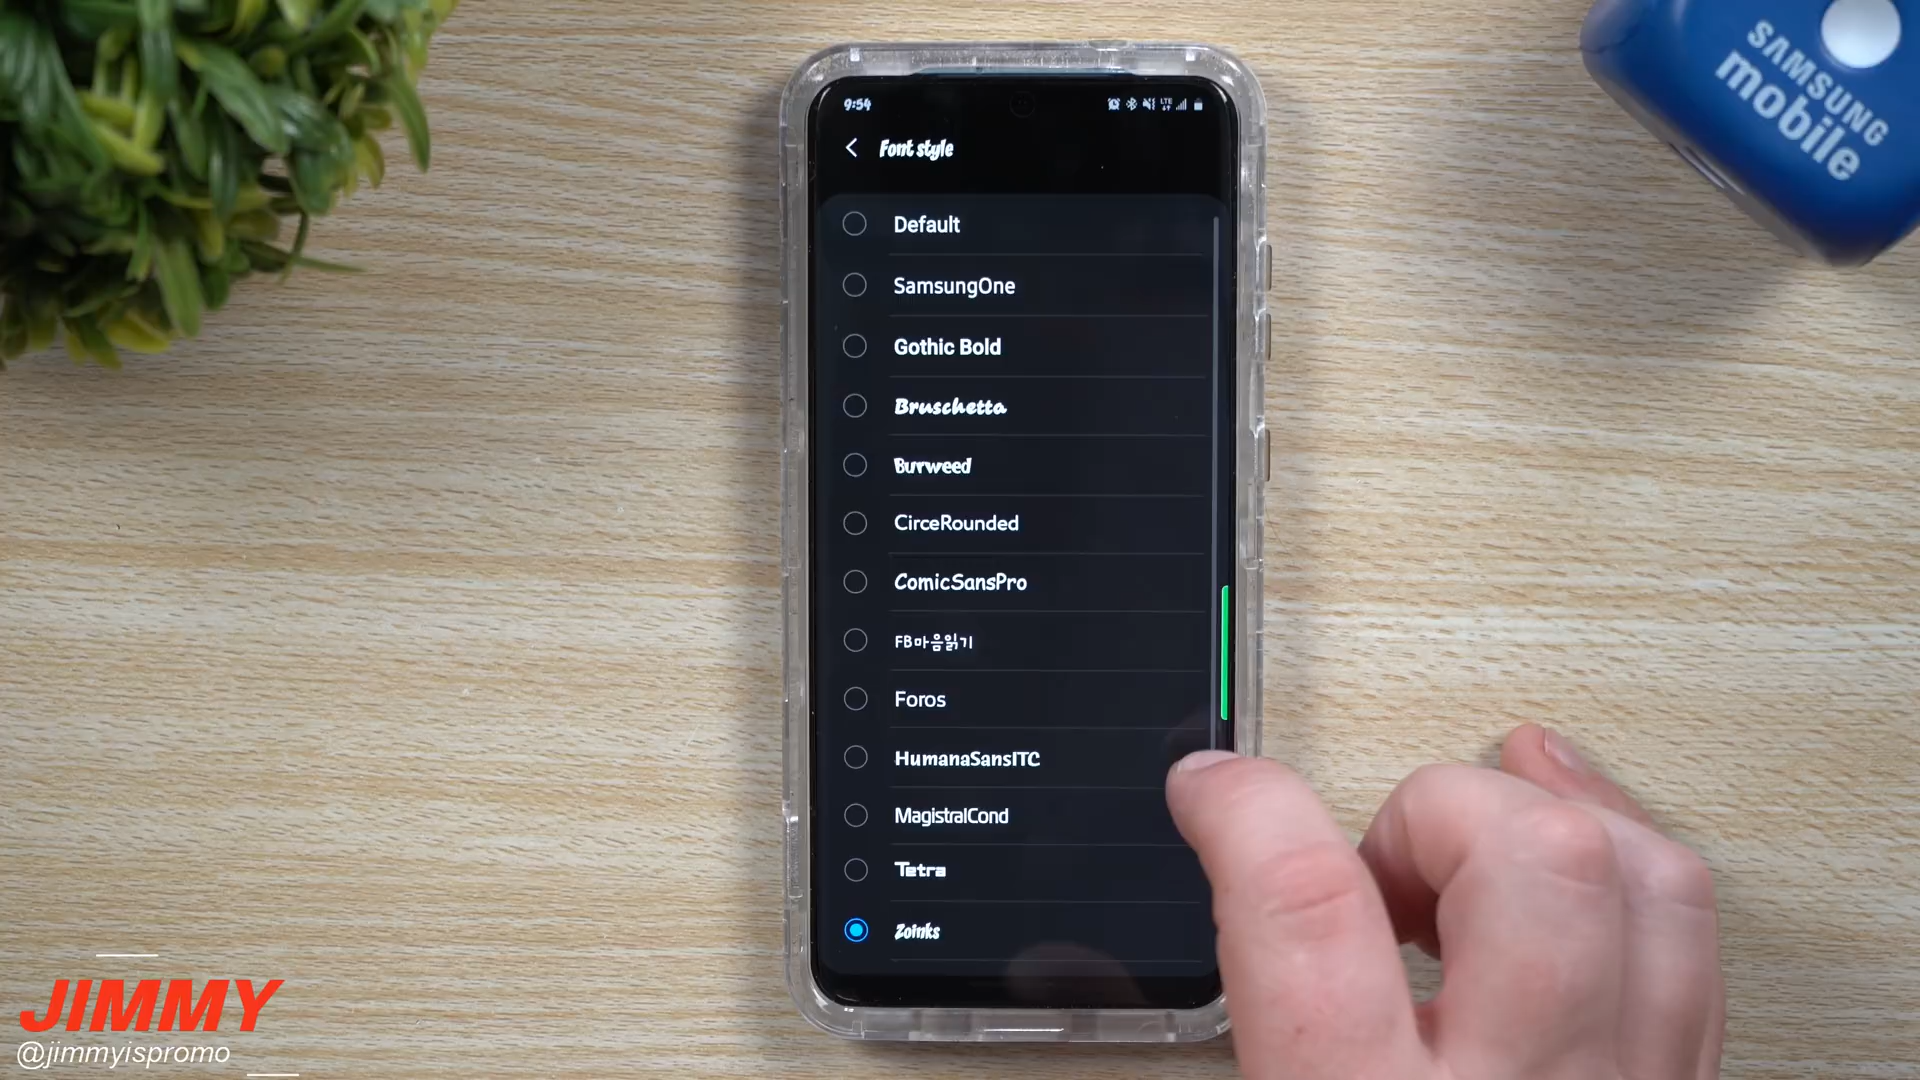 9:54
LTE
Font style
Default
SamsungOne
Gothic Bold
Bruschetta
Burweed
CirceRounded
ComicSansPro
FB마음읽기
Foros
HumanaSansITC
MagistralCond
Tetra
Zoinks
SAMSUNG
mobile
JIMMY
@jimmyispromo